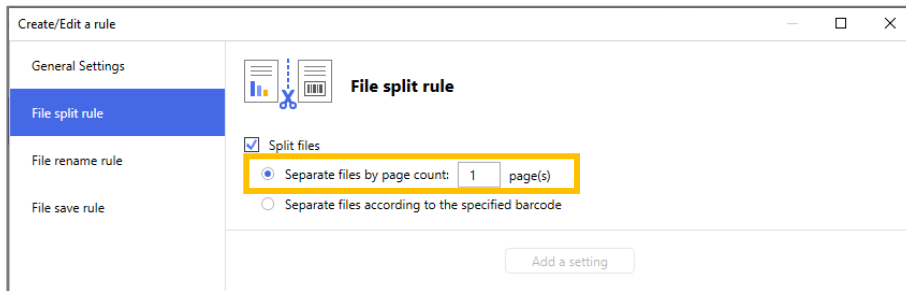 Create/Edit a rule
General Settings
File split rule
File rename rule
File save rule
File split rule
Split files
Separate files by page count: 1 page(s)
Separate files according to the specified barcode
Add a setting